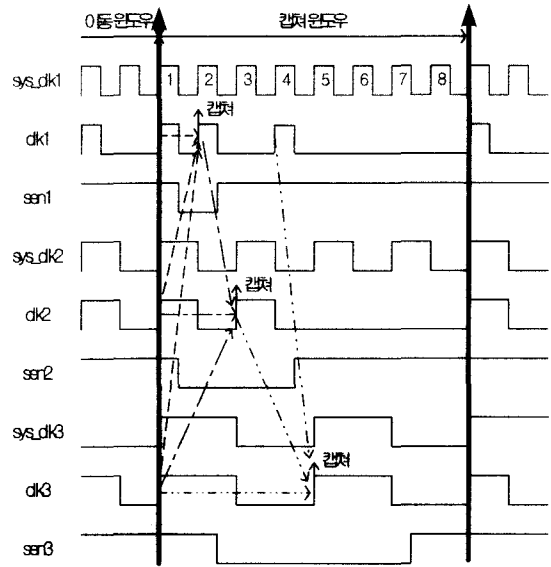 이동윈도우 캡쳐 윈도우
sys_clk1 1 2 3 4 5 6 7 8
캡쳐
clk1
sen1
sys_clk2
캡쳐
clk2
sen2
sys_clk3
캡쳐
clk3
sen3